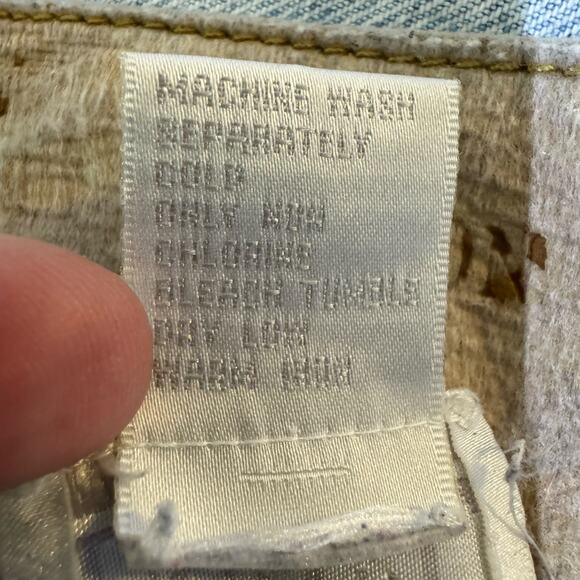 MACHINE WASH
SEPARATELY
COLD
ONLY NON
CHLORINE
BLEACH TUMBLE
DRY LOW
WARM IRON